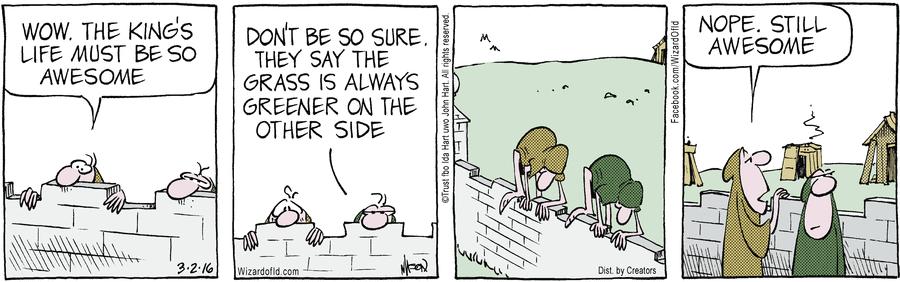 WOW. THE KING'S
LIFE MUST BE SO
AWESOME
3-2-16
DON'T BE SO SURE.
THEY SAY THE
GRASS IS ALWAYS
GREENER ON THE
OTHER SIDE
Wizardofid.com
MASON
©Trust fbo Ida Hart uwo John Hart. All rights reserved.
Dist. by Creators
Facebook.com/WizardOfId
NOPE. STILL
AWESOME